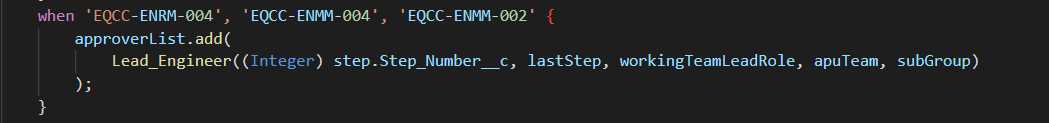 when 'EQCC-ENRM-004', 'EQCC-ENMM-004', 'EQCC-ENMM-002' {
approverList.add(
Lead_Engineer((Integer) step.Step_Number__c, lastStep, workingTeamLeadRole, apuTeam, subGroup)
);
}